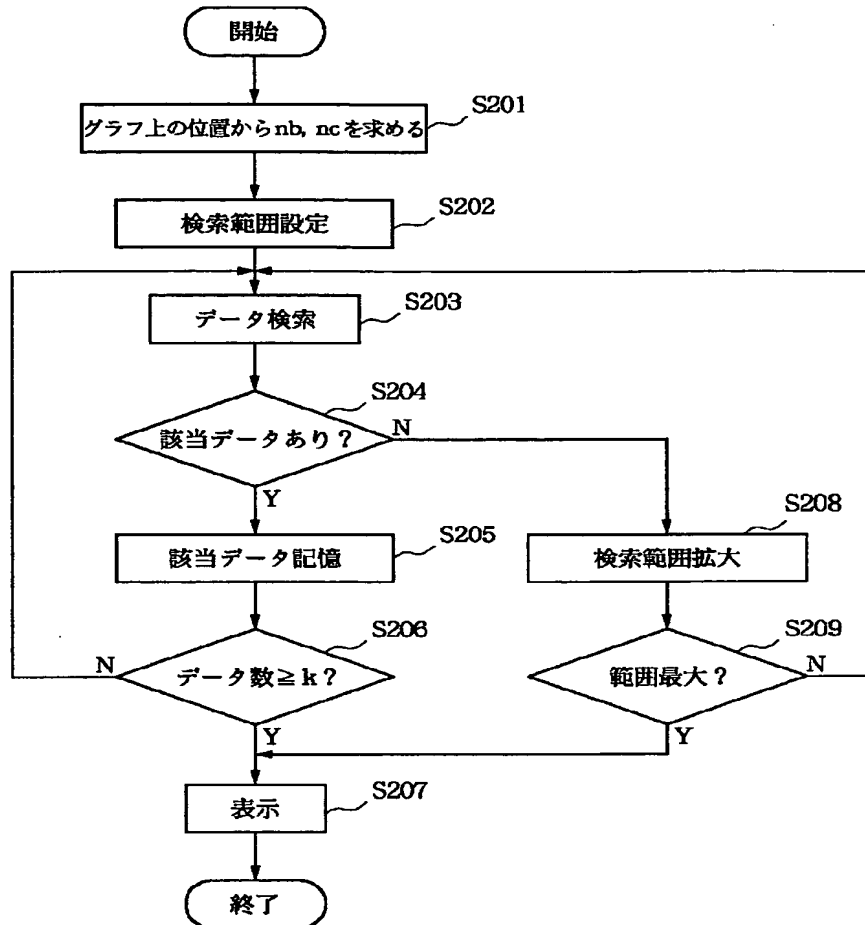 開始
S201
グラフ上の位置からnb, ncを求める
S202
検索範囲設定
S203
データ検索
S204
該当データあり?
N
Y
S205
該当データ記憶
S208
検索範囲拡大
S206
データ数≧k?
N
Y
S209
範囲最大?
N
Y
S207
表示
終了